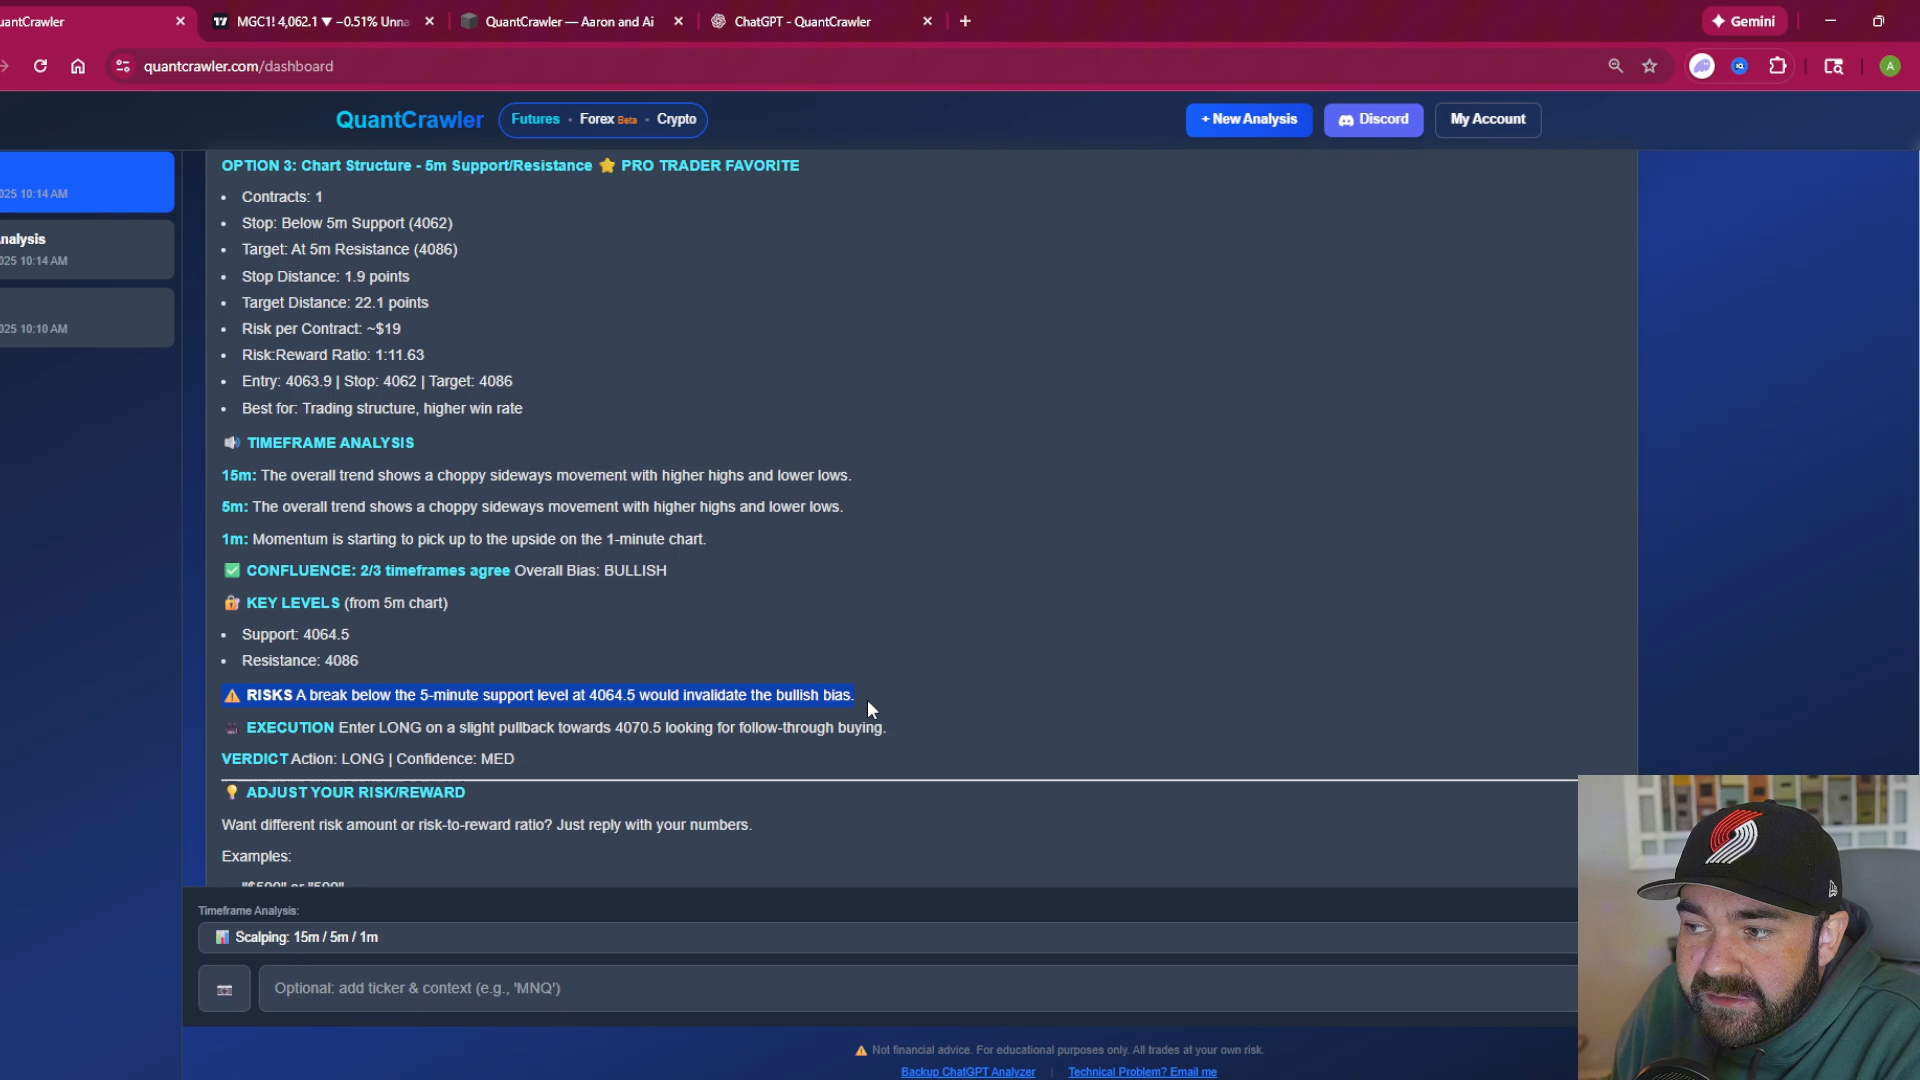 uantCrawler
MGC1! 4,062.1 ▼ −0.51% Unna
QuantCrawler — Aaron and Ai
ChatGPT - QuantCrawler
Gemini
quantcrawler.com/dashboard
A
QuantCrawler
Futures • Forex Beta • Crypto
+ New Analysis
Discord
My Account
025 10:14 AM
nalysis
025 10:14 AM
025 10:10 AM
OPTION 3: Chart Structure - 5m Support/Resistance ⭐ PRO TRADER FAVORITE
• Contracts: 1
• Stop: Below 5m Support (4062)
• Target: At 5m Resistance (4086)
• Stop Distance: 1.9 points
• Target Distance: 22.1 points
• Risk per Contract: ~$19
• Risk:Reward Ratio: 1:11.63
• Entry: 4063.9 | Stop: 4062 | Target: 4086
• Best for: Trading structure, higher win rate
🔊 TIMEFRAME ANALYSIS
15m: The overall trend shows a choppy sideways movement with higher highs and lower lows.
5m: The overall trend shows a choppy sideways movement with higher highs and lower lows.
1m: Momentum is starting to pick up to the upside on the 1-minute chart.
✅ CONFLUENCE: 2/3 timeframes agree Overall Bias: BULLISH
🔐 KEY LEVELS (from 5m chart)
• Support: 4064.5
• Resistance: 4086
⚠️ RISKS A break below the 5-minute support level at 4064.5 would invalidate the bullish bias.
EXECUTION Enter LONG on a slight pullback towards 4070.5 looking for follow-through buying.
VERDICT Action: LONG | Confidence: MED
💡 ADJUST YOUR RISK/REWARD
Want different risk amount or risk-to-reward ratio? Just reply with your numbers.
Examples:
"$500" or "500"
Timeframe Analysis:
📊 Scalping: 15m / 5m / 1m
Optional: add ticker & context (e.g., 'MNQ')
⚠️ Not financial advice. For educational purposes only. All trades at your own risk.
Backup ChatGPT Analyzer | Technical Problem? Email me